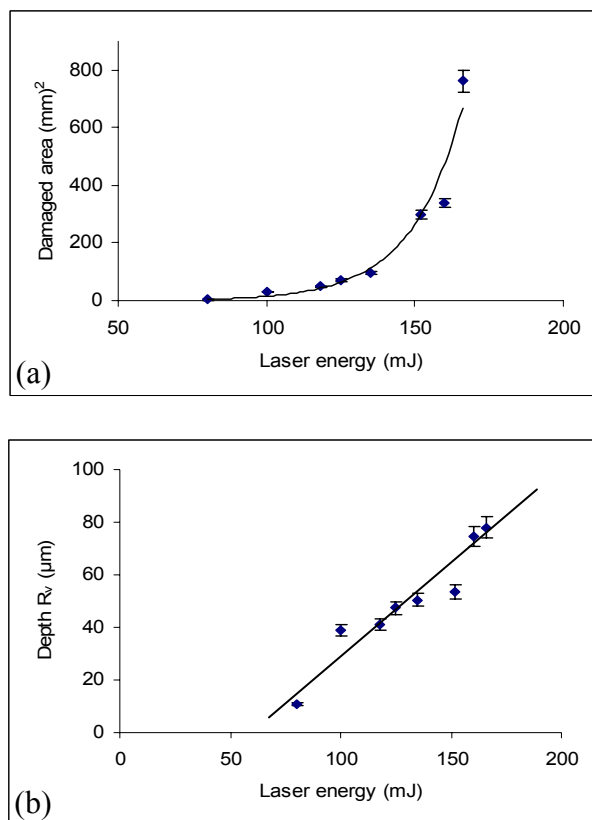 800
600
400
200
0
Damaged area (mm)²
50 100 150 200
Laser energy (mJ)
(a)
100
80
60
40
20
0
Depth Rᵥ (µm)
0 50 100 150 200
Laser energy (mJ)
(b)